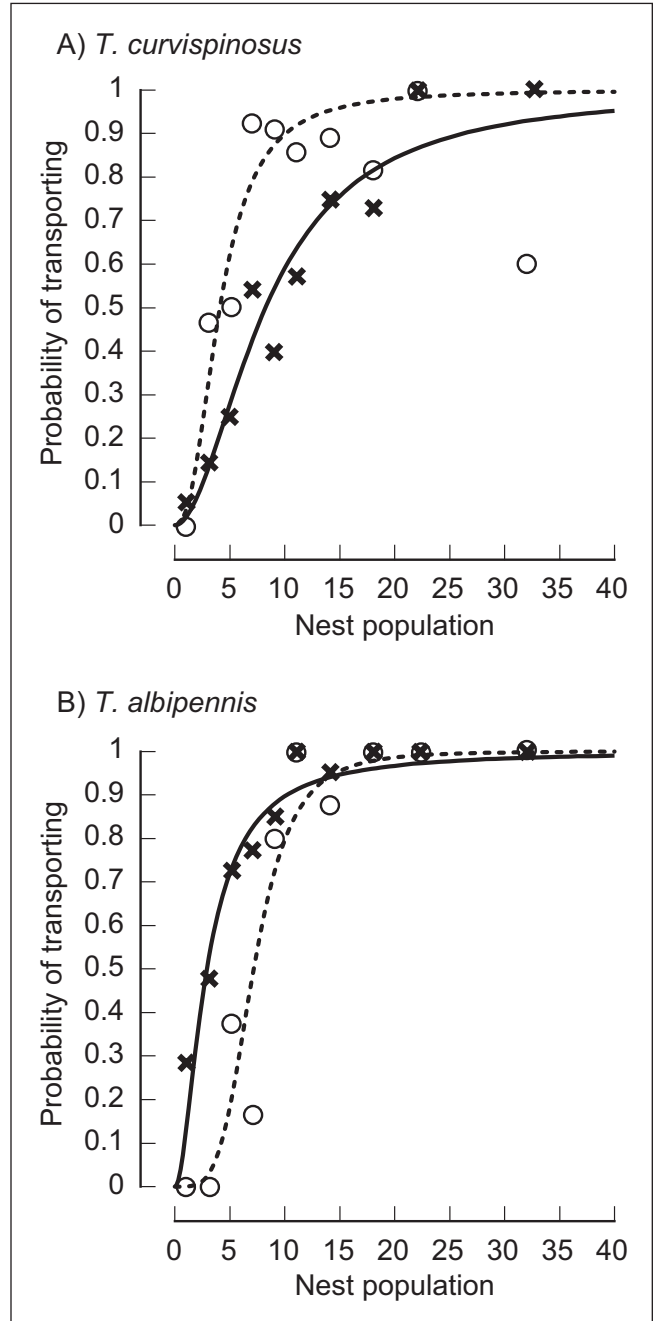 A) T. curvispinosus
1
0.9
0.8
0.7
0.6
0.5
0.4
0.3
0.2
0.1
0
Probability of transporting
0 5 10 15 20 25 30 35 40
Nest population
B) T. albipennis
1
0.9
0.8
0.7
0.6
0.5
0.4
0.3
0.2
0.1
0
Probability of transporting
0 5 10 15 20 25 30 35 40
Nest population